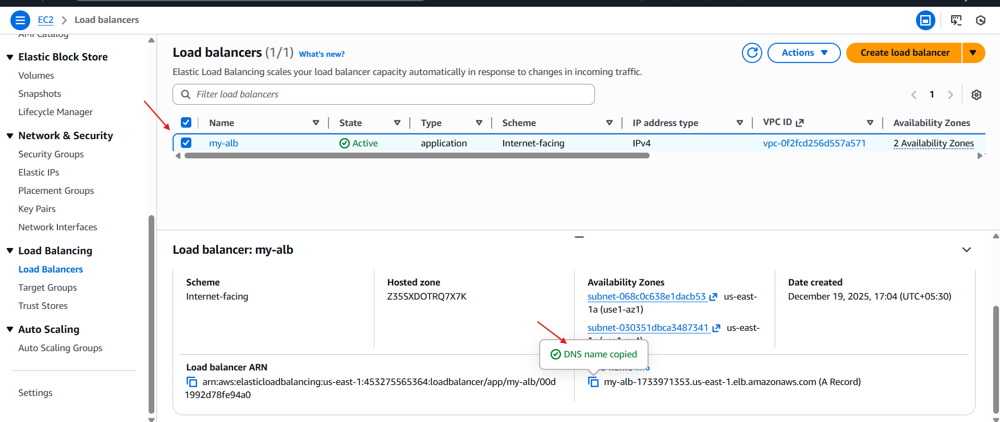 EC2 > Load balancers
AMI Catalog
Elastic Block Store
Volumes
Snapshots
Lifecycle Manager
Network & Security
Security Groups
Elastic IPs
Placement Groups
Key Pairs
Network Interfaces
Load Balancing
Load Balancers
Target Groups
Trust Stores
Auto Scaling
Auto Scaling Groups
Settings
Load balancers (1/1) What's new?
Actions
Create load balancer
Elastic Load Balancing scales your load balancer capacity automatically in response to changes in incoming traffic.
Filter load balancers
1
Name State Type Scheme IP address type VPC ID Availability Zones
my-alb Active application Internet-facing IPv4 vpc-0f2fcd256d557a571 2 Availability Zones
Load balancer: my-alb
Scheme
Internet-facing
Hosted zone
Z35SXDOTRQ7X7K
Availability Zones
subnet-068c0c638e1dacb53 us-east-
1a (use1-az1)
subnet-030351dbca3487341 us-east-
Date created
December 19, 2025, 17:04 (UTC+05:30)
DNS name copied
Load balancer ARN
arn:aws:elasticloadbalancing:us-east-1:453275565364:loadbalancer/app/my-alb/00d
1992d78fe94a0
my-alb-1733971353.us-east-1.elb.amazonaws.com (A Record)